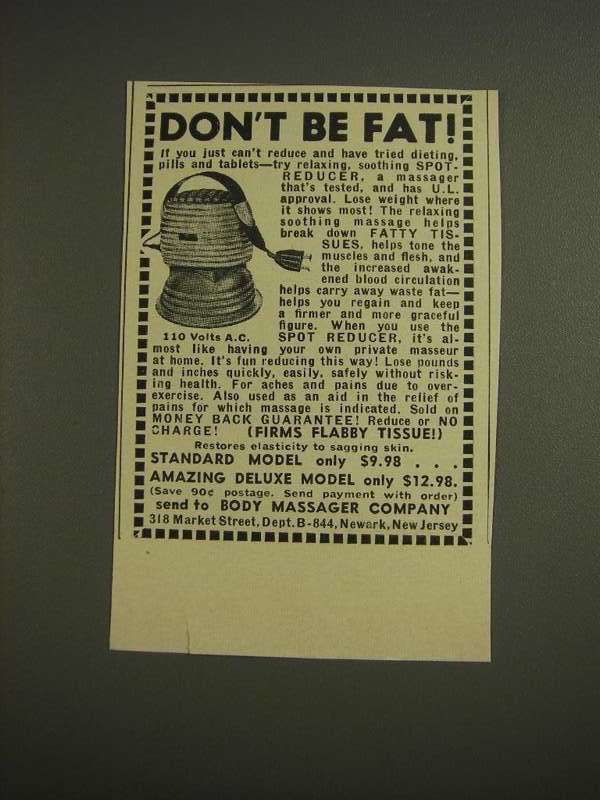 DON'T BE FAT!
If you just can't reduce and have tried dieting,
pills and tablets—try relaxing, soothing SPOT-
REDUCER, a massager
that's tested, and has U.L.
approval. Lose weight where
it shows most! The relaxing
soothing massage helps
break down FATTY TIS-
SUES, helps tone the
muscles and flesh, and
the increased awak-
ened blood circulation
helps carry away waste fat—
helps you regain and keep
a firmer and more graceful
figure. When you use the
110 Volts A.C.
SPOT REDUCER, it's al-
most like having your own private masseur
at home. It's fun reducing this way! Lose pounds
and inches quickly, easily, safely without risk-
ing health. For aches and pains due to over-
exercise. Also used as an aid in the relief of
pains for which massage is indicated. Sold on
MONEY BACK GUARANTEE! Reduce or NO
CHARGE! (FIRMS FLABBY TISSUE!)
Restores elasticity to sagging skin.
STANDARD MODEL only $9.98 . . .
AMAZING DELUXE MODEL only $12.98.
(Save 90¢ postage. Send payment with order)
send to BODY MASSAGER COMPANY
318 Market Street, Dept. B-844, Newark, New Jersey